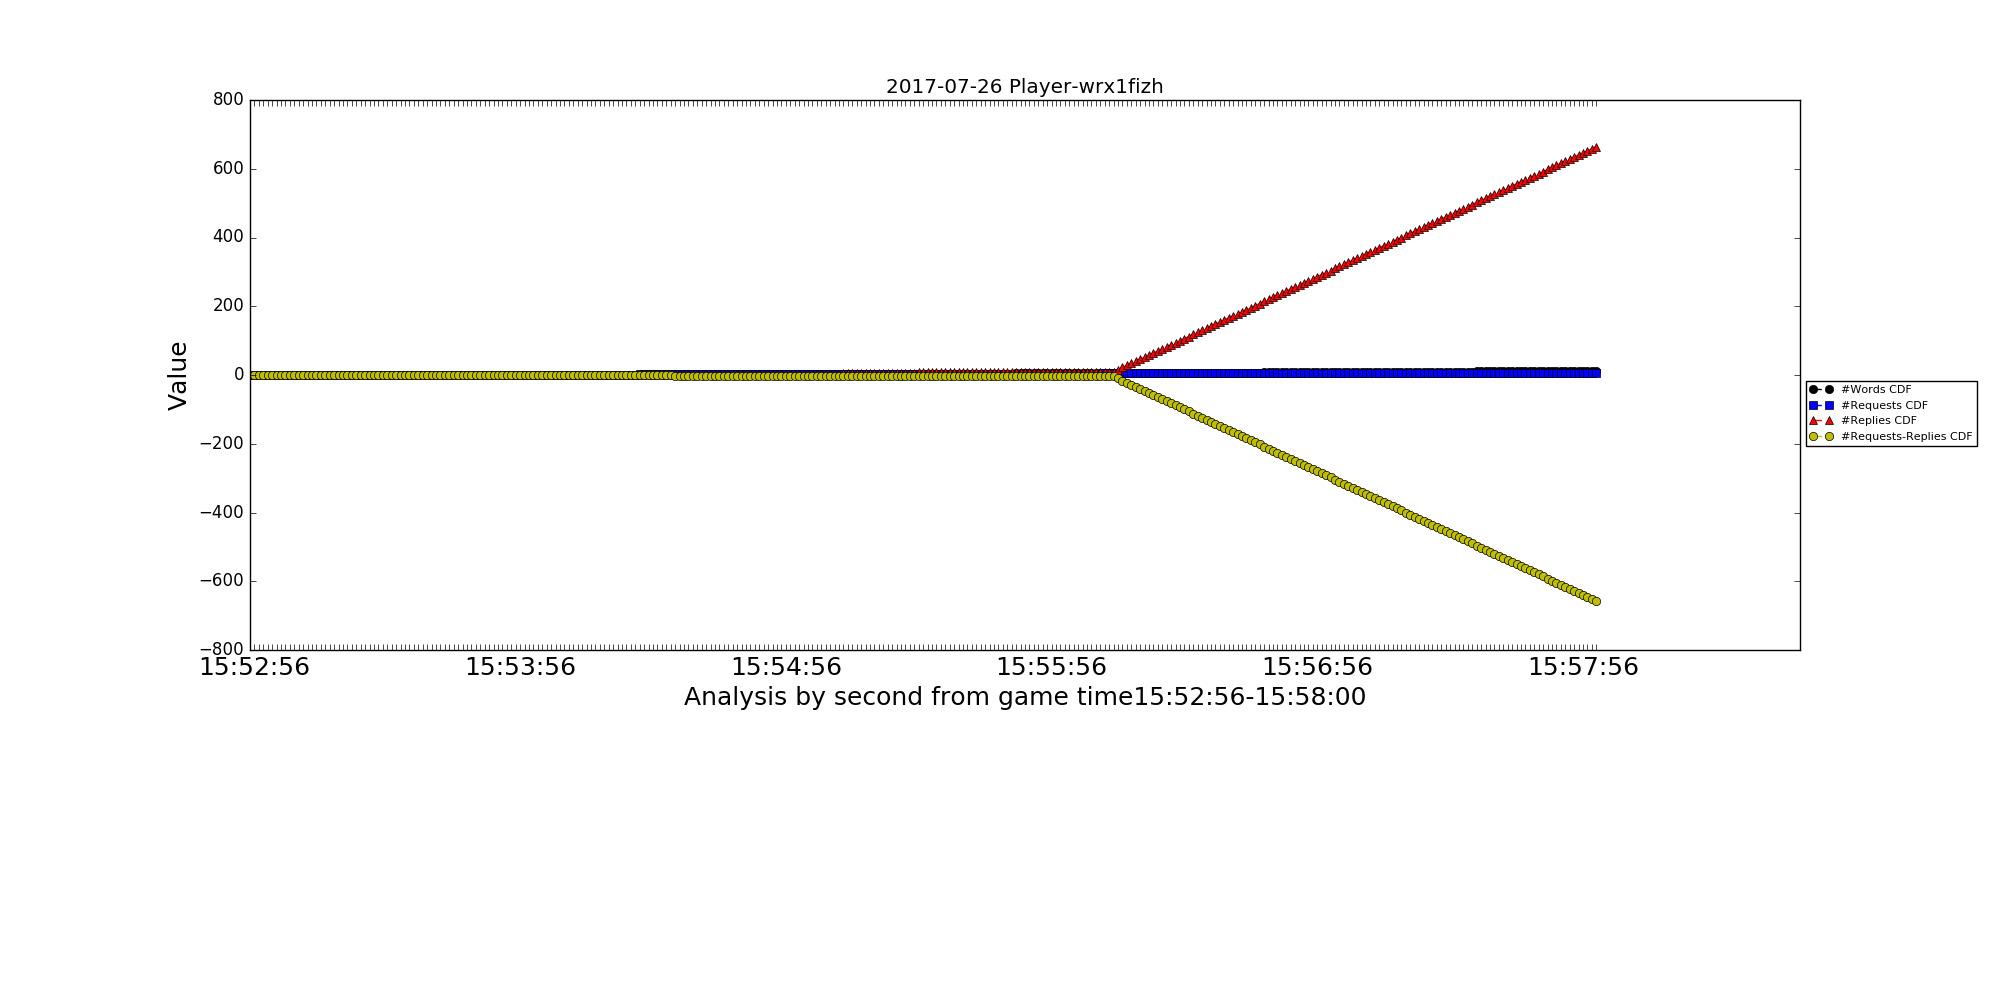 2017-07-26 Player-wrx1fizh
800
600
400
200
0
−200
−400
−600
−800
Value
15:52:56 15:53:56 15:54:56 15:55:56 15:56:56 15:57:56
Analysis by second from game time15:52:56-15:58:00
#Words CDF
#Requests CDF
#Replies CDF
#Requests-Replies CDF